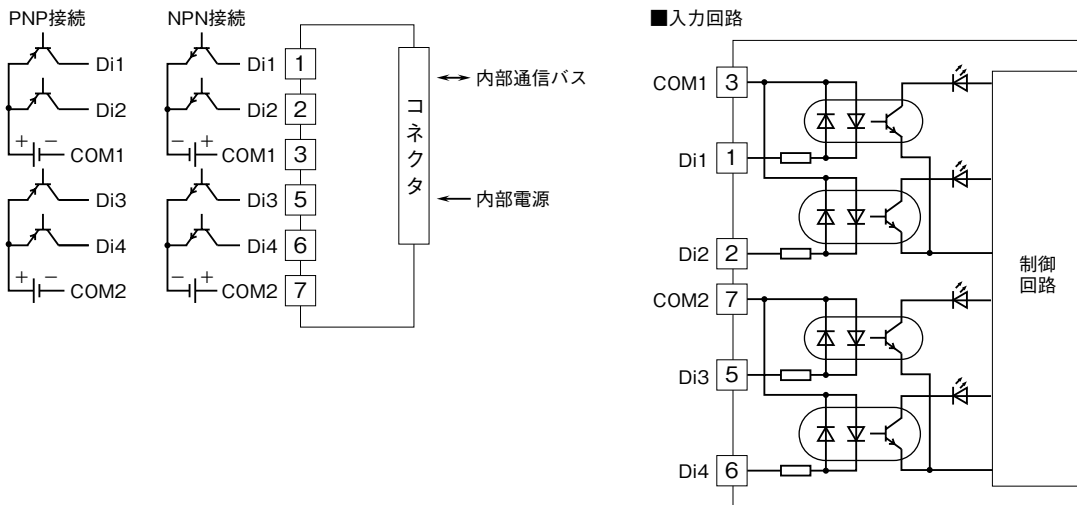 PNP接続
NPN接続
Di1
Di2
+ −
COM1
Di3
Di4
+ −
COM2
Di1
Di2
− +
COM1
Di3
Di4
− +
COM2
1
2
3
5
6
7
コネクタ
内部通信バス
内部電源
■入力回路
COM1 3
Di1 1
Di2 2
COM2 7
Di3 5
Di4 6
制御
回路